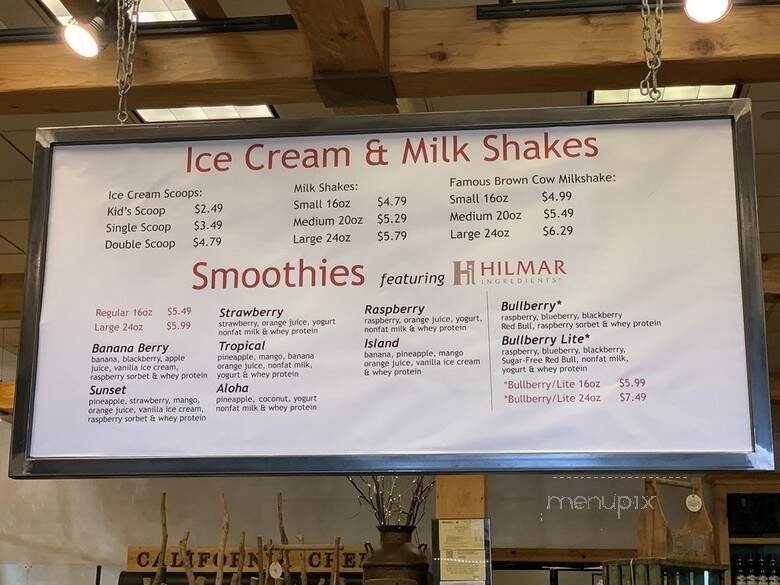 Ice Cream & Milk Shakes
Ice Cream Scoops:
Kid's Scoop $2.49
Single Scoop $3.49
Double Scoop $4.79
Milk Shakes:
Small 16oz $4.79
Medium 20oz $5.29
Large 24oz $5.79
Famous Brown Cow Milkshake:
Small 16oz $4.99
Medium 20oz $5.49
Large 24oz $6.29
Smoothies featuring HILMAR
INGREDIENTS
Regular 16oz $5.49
Large 24oz $5.99
Banana Berry
banana, blackberry, apple
juice, vanilla ice cream,
raspberry sorbet & whey protein
Sunset
pineapple, strawberry, mango,
orange juice, vanilla ice cream,
raspberry sorbet & whey protein
Strawberry
strawberry, orange juice, yogurt
nonfat milk & whey protein
Tropical
pineapple, mango, banana
orange juice, nonfat milk,
yogurt & whey protein
Aloha
pineapple, coconut, yogurt
nonfat milk & whey protein
Raspberry
raspberry, orange juice, yogurt,
nonfat milk & whey protein
Island
banana, pineapple, mango
orange juice, vanilla ice cream
& whey protein
Bullberry*
raspberry, blueberry, blackberry
Red Bull, raspberry sorbet & whey protein
Bullberry Lite*
raspberry, blueberry, blackberry,
Sugar-Free Red Bull, nonfat milk,
yogurt & whey protein
*Bullberry/Lite 16oz $5.99
*Bullberry/Lite 24oz $7.49
menupix
CALIFORNIA CHE